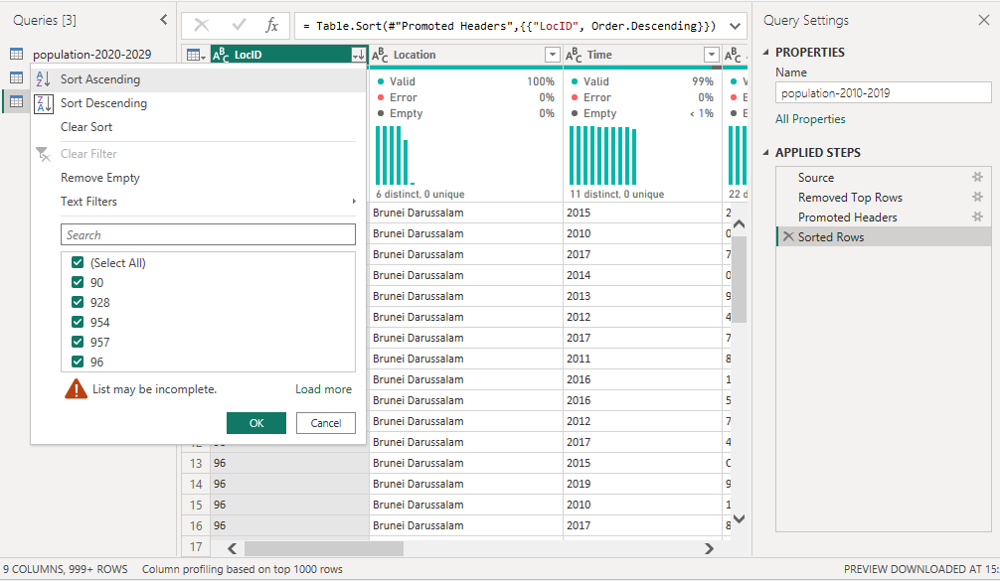 Queries [3]
fx
= Table.Sort(#"Promoted Headers",{{"LocID", Order.Descending}})
Query Settings
population-2020-2029
ABC LocID
ABC Location
ABC Time
ABC
PROPERTIES
Name
population-2010-2019
All Properties
APPLIED STEPS
Source
Removed Top Rows
Promoted Headers
Sorted Rows
AZ Sort Ascending
ZA Sort Descending
Clear Sort
Clear Filter
Remove Empty
Text Filters
Search
(Select All)
90
928
954
957
96
List may be incomplete.
Load more
OK
Cancel
Valid 100%
Error 0%
Empty 0%
6 distinct, 0 unique
Valid 99%
Error 0%
Empty < 1%
11 distinct, 0 unique
V
E
E
22 d
Brunei Darussalam 2015 2
Brunei Darussalam 2010 0
Brunei Darussalam 2017 7
Brunei Darussalam 2014 0
Brunei Darussalam 2013 9
Brunei Darussalam 2012 4
Brunei Darussalam 2017 7
Brunei Darussalam 2011 8
Brunei Darussalam 2016 1
Brunei Darussalam 2016 5
Brunei Darussalam 2012 7
Brunei Darussalam 2017 4
13 96 Brunei Darussalam 2015
14 96 Brunei Darussalam 2019 9
15 96 Brunei Darussalam 2010 1
16 96 Brunei Darussalam 2017 8
17
9 COLUMNS, 999+ ROWS
Column profiling based on top 1000 rows
PREVIEW DOWNLOADED AT 15: